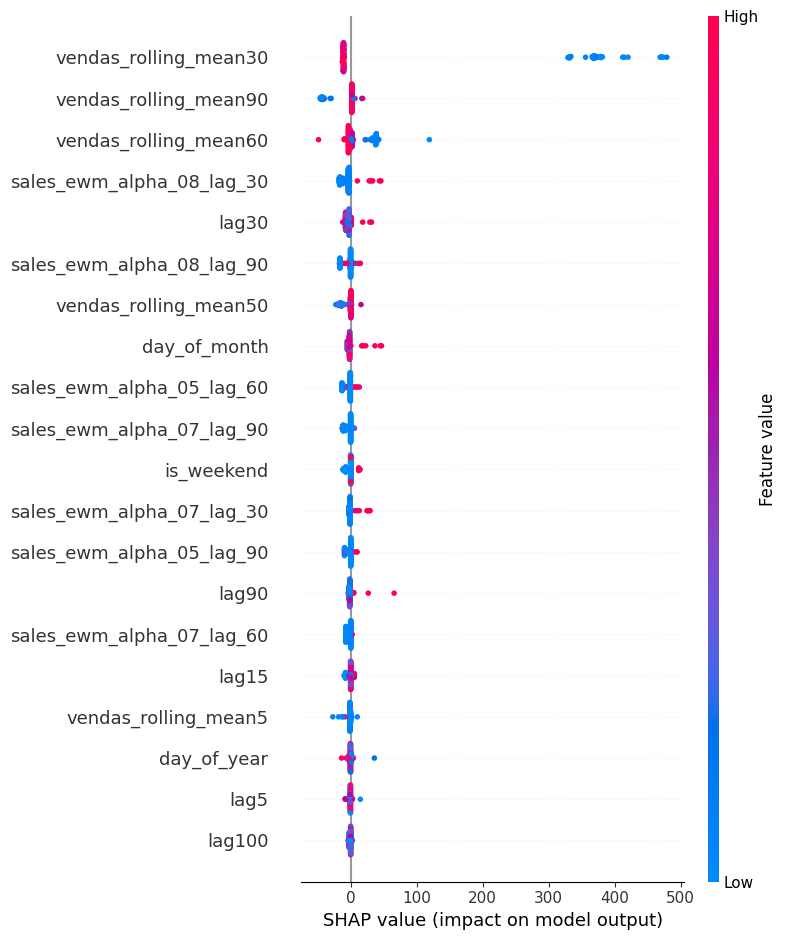 High
vendas_rolling_mean30
vendas_rolling_mean90
vendas_rolling_mean60
sales_ewm_alpha_08_lag_30
lag30
sales_ewm_alpha_08_lag_90
vendas_rolling_mean50
day_of_month
sales_ewm_alpha_05_lag_60
sales_ewm_alpha_07_lag_90
is_weekend
sales_ewm_alpha_07_lag_30
sales_ewm_alpha_05_lag_90
lag90
sales_ewm_alpha_07_lag_60
lag15
vendas_rolling_mean5
day_of_year
lag5
lag100
Feature value
Low
0 100 200 300 400 500
SHAP value (impact on model output)